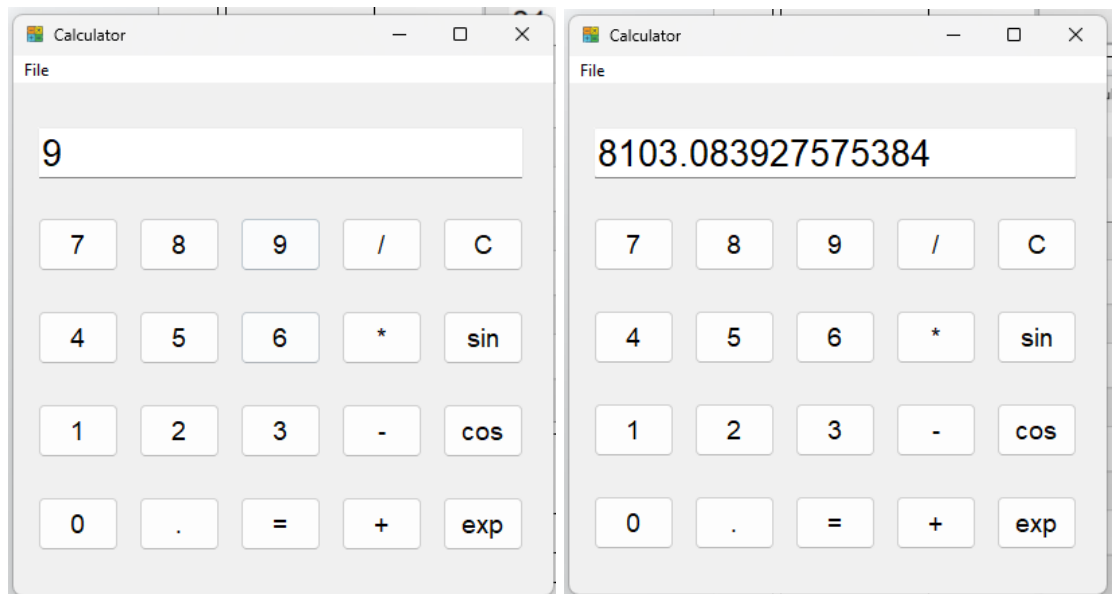 Calculator
File
9
7 8 9 / C
4 5 6 * sin
1 2 3 - cos
0 . = + exp
Calculator
File
8103.083927575384
7 8 9 / C
4 5 6 * sin
1 2 3 - cos
0 . = + exp